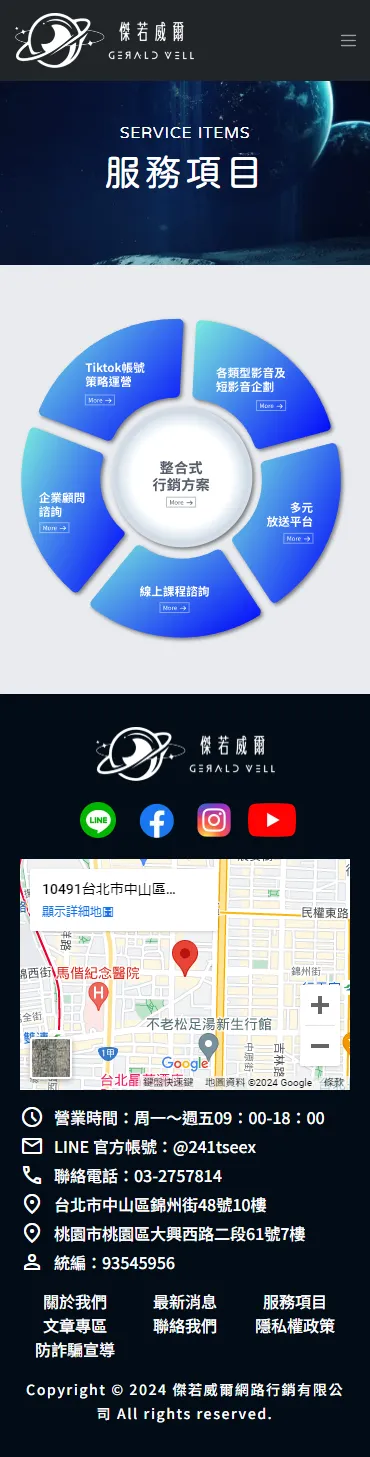 傑若威爾
GERALD WELL
SERVICE ITEMS
服務項目
Tiktok帳號
策略運營
More →
各類型影音及
短影音企劃
More →
整合式
行銷方案
More →
企業顧問
諮詢
More →
多元
放送平台
More →
線上課程諮詢
More →
傑若威爾
GERALD WELL
LINE
10491台北市中山區...
顯示詳細地圖
民權東路
錦州街
錦西街
馬偕紀念醫院
H
不老松足湯新生行館
1甲
吉林路
Google
鍵盤快速鍵
地圖資料 ©2024 Google
條款
營業時間：周一～週五09：00-18：00
LINE 官方帳號：@241tseex
聯絡電話：03-2757814
台北市中山區錦州街48號10樓
桃園市桃園區大興西路二段61號7樓
統編：93545956
關於我們
最新消息
服務項目
文章專區
聯絡我們
隱私權政策
防詐騙宣導
Copyright © 2024 傑若威爾網路行銷有限公
司 All rights reserved.